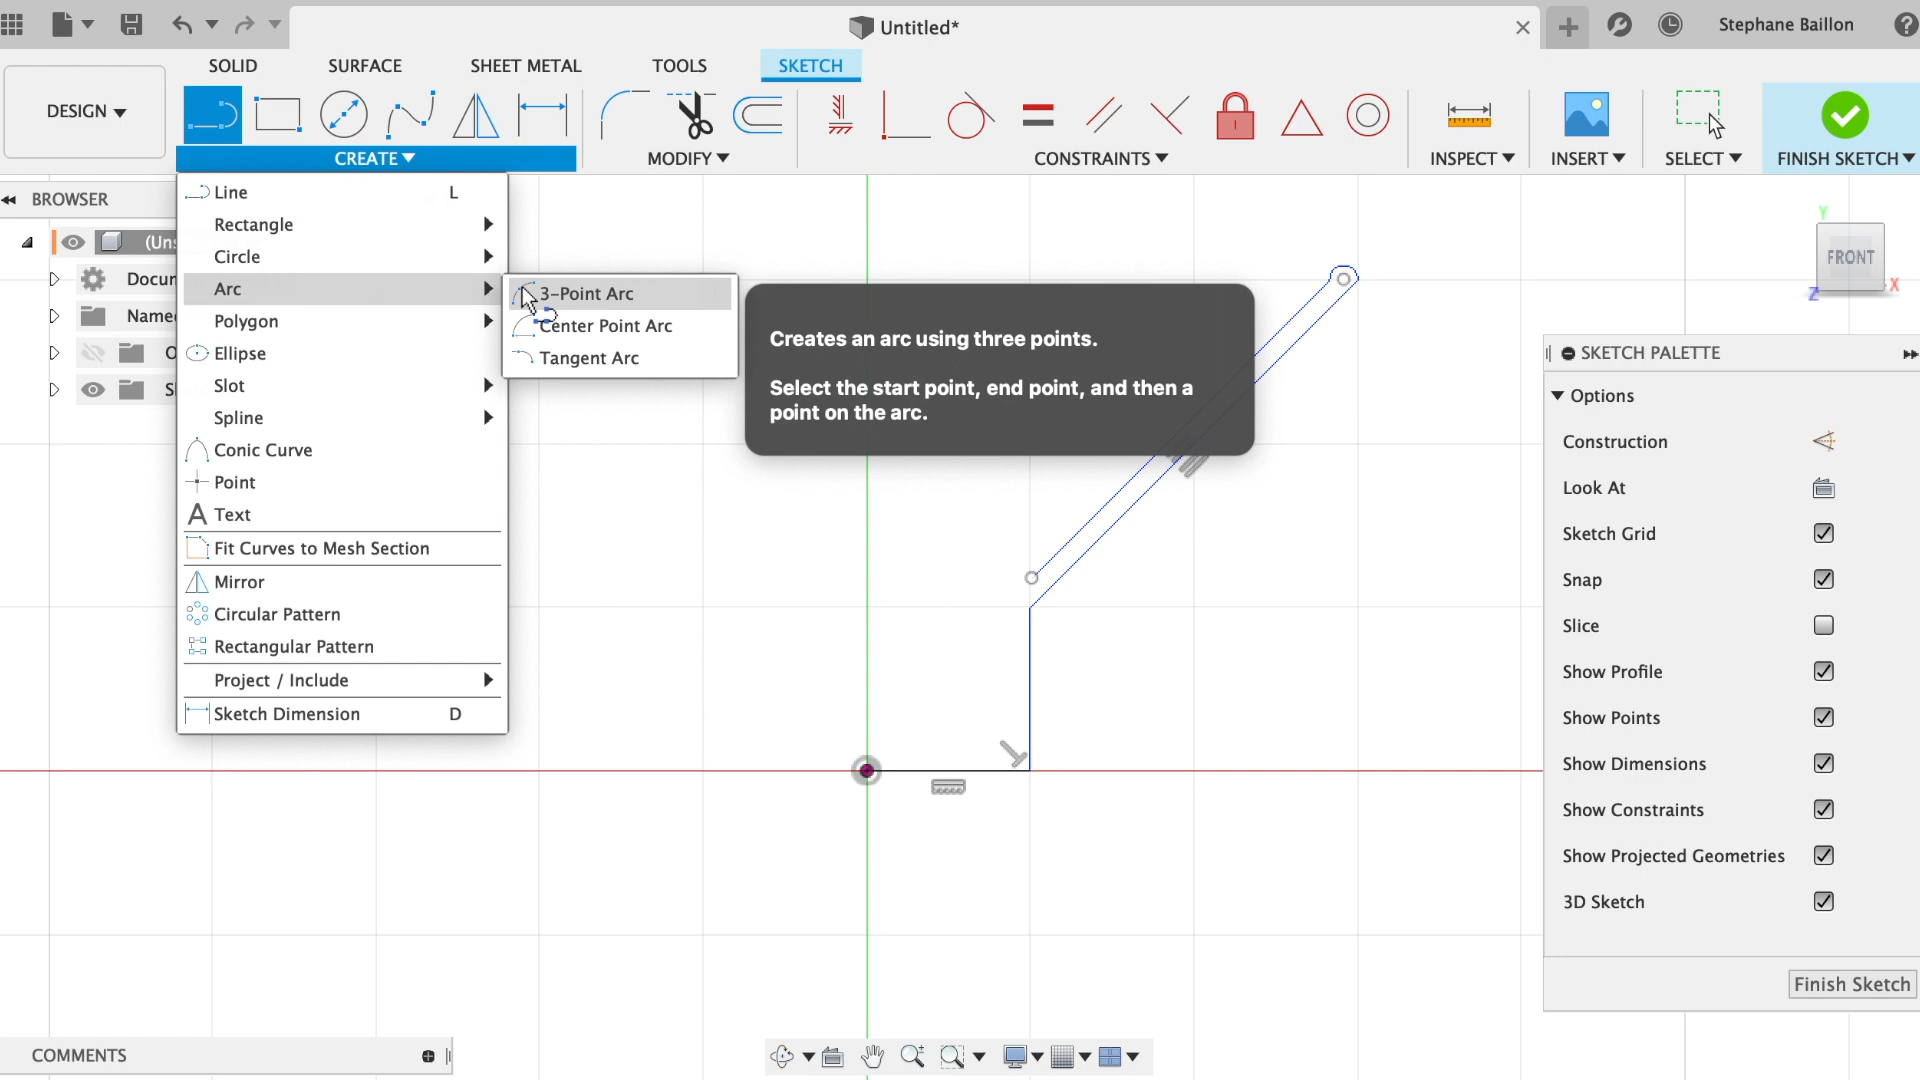 Untitled*
Stephane Baillon
SOLID
SURFACE
SHEET METAL
TOOLS
SKETCH
DESIGN
CREATE
MODIFY
CONSTRAINTS
INSPECT
INSERT
SELECT
FINISH SKETCH
BROWSER
(Uns
Docum
Named
O
Sk
Line L
Rectangle
Circle
Arc
Polygon
Ellipse
Slot
Spline
Conic Curve
Point
Text
Fit Curves to Mesh Section
Mirror
Circular Pattern
Rectangular Pattern
Project / Include
Sketch Dimension D
3-Point Arc
Center Point Arc
Tangent Arc
Creates an arc using three points.
Select the start point, end point, and then a
point on the arc.
Y
FRONT
X
Z
SKETCH PALETTE
Options
Construction
Look At
Sketch Grid
Snap
Slice
Show Profile
Show Points
Show Dimensions
Show Constraints
Show Projected Geometries
3D Sketch
Finish Sketch
COMMENTS